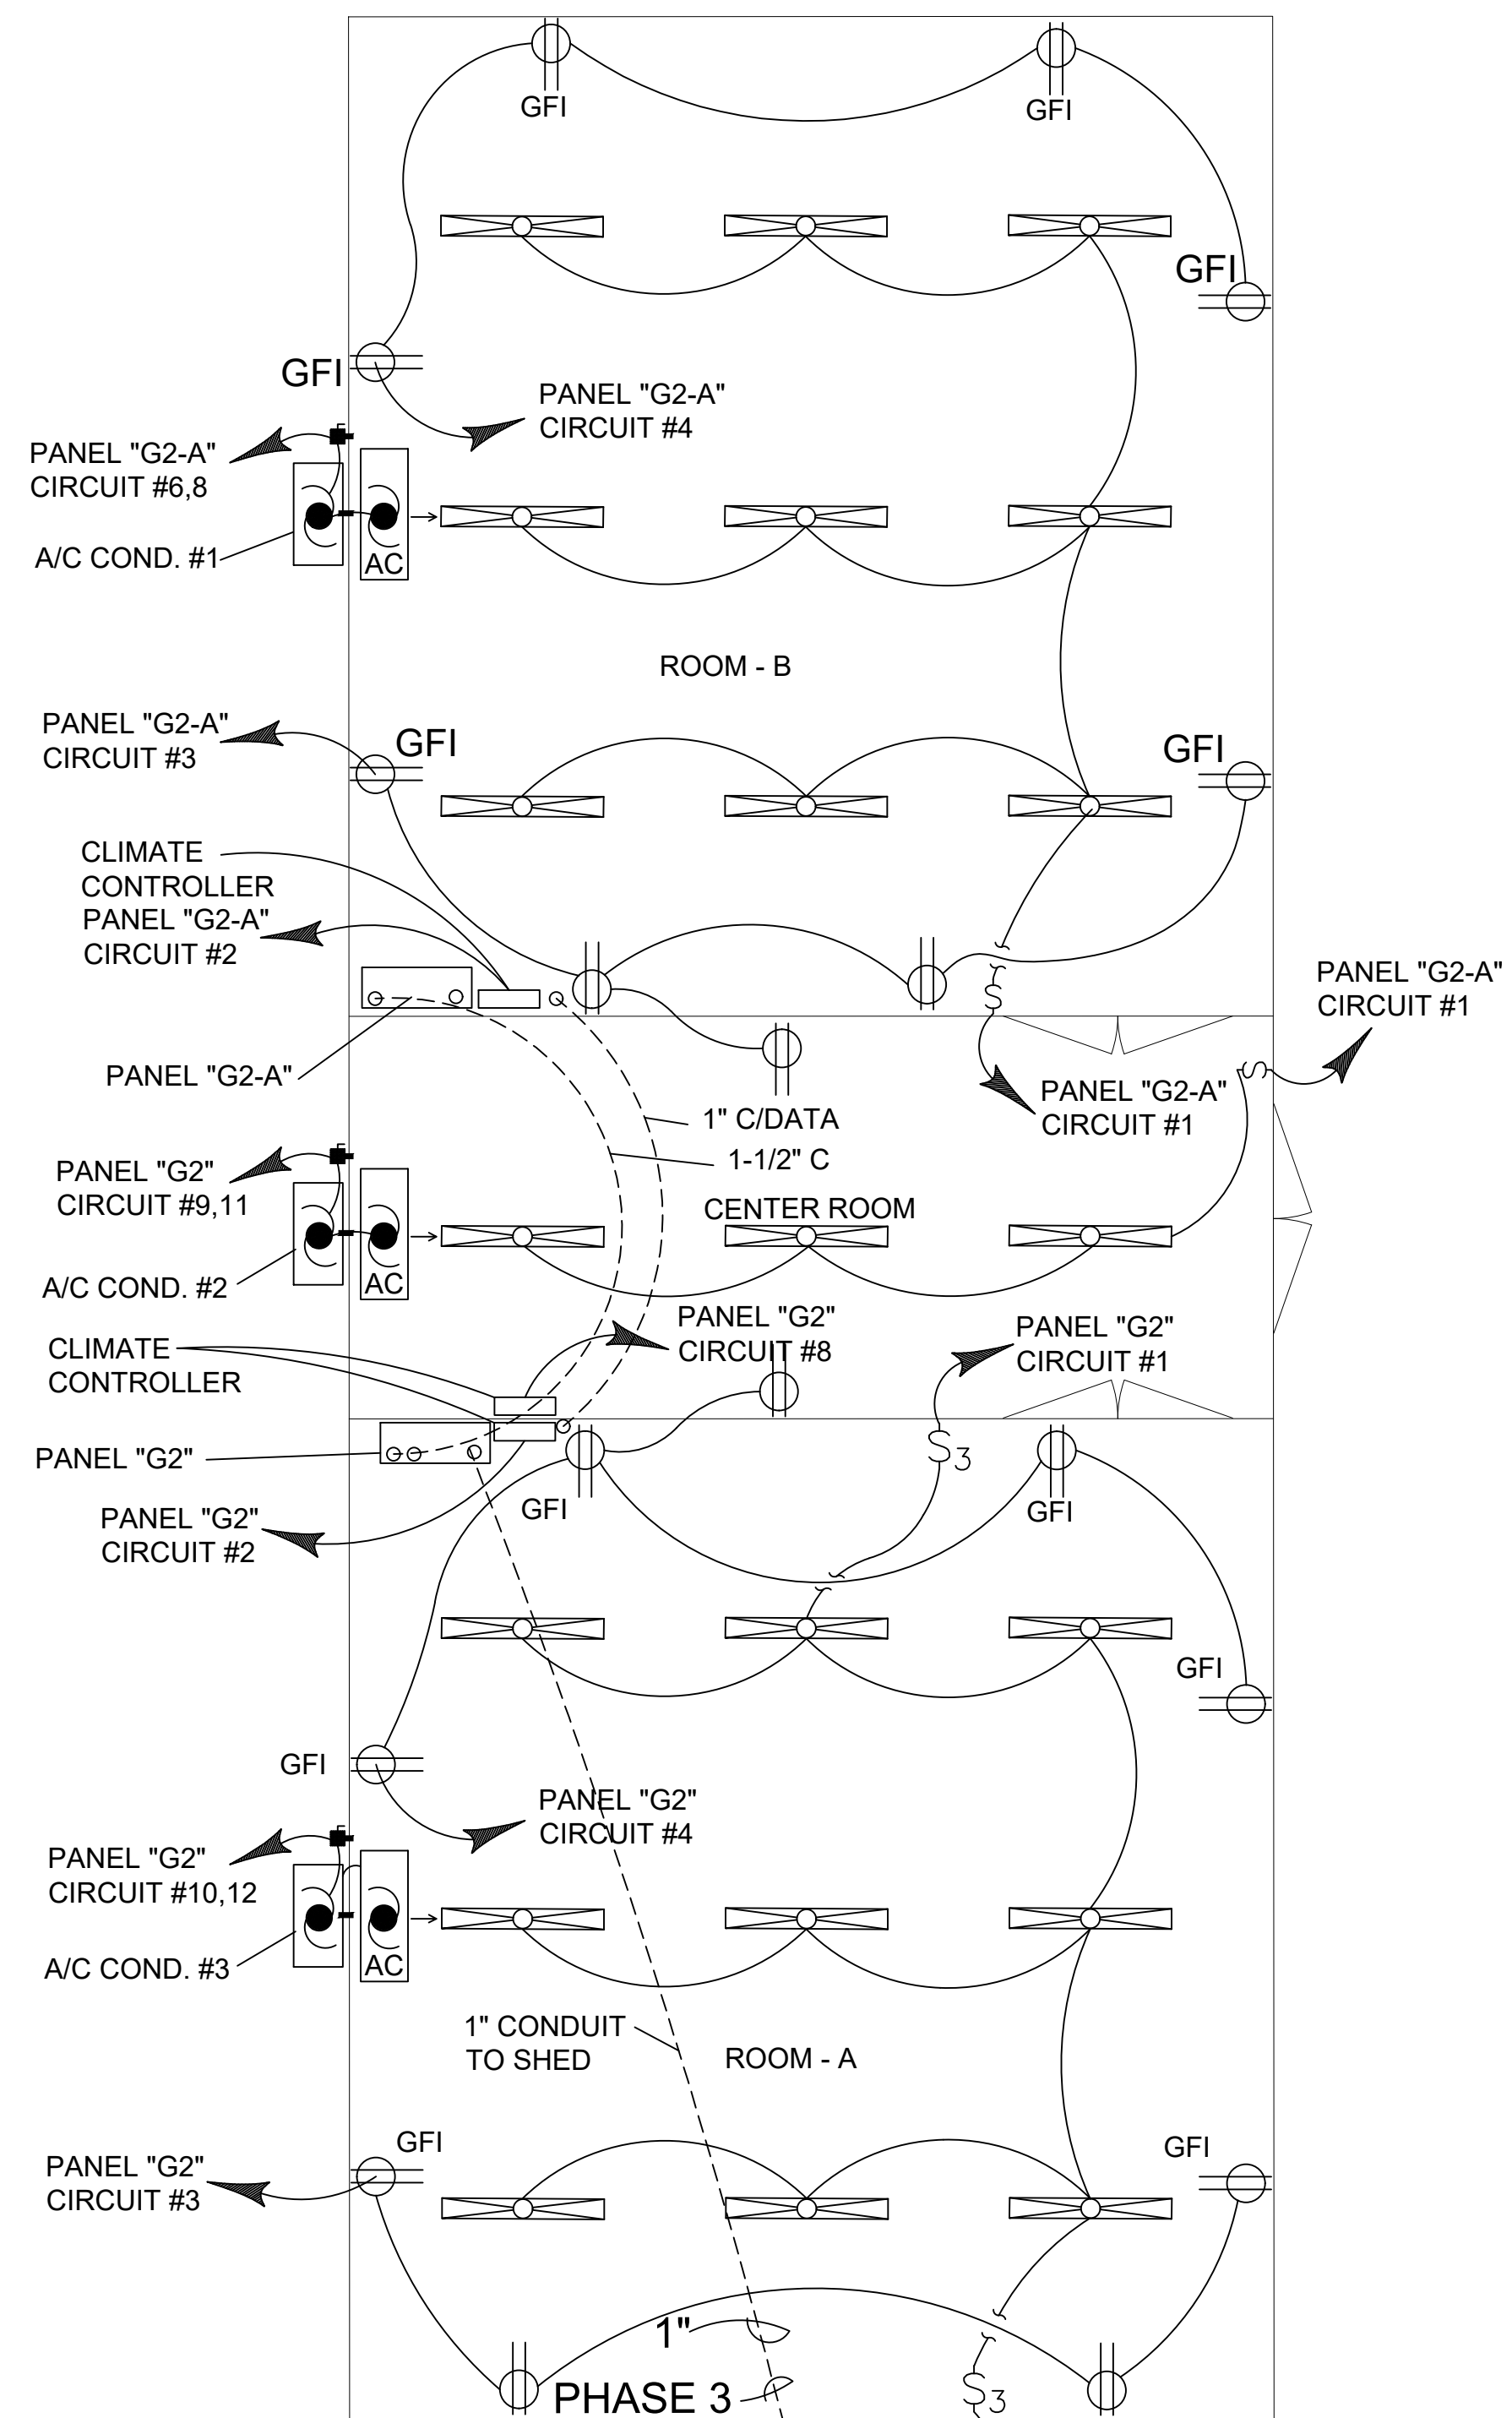 GFI
GFI
GFI
GFI
PANEL "G2-A"
CIRCUIT #4
PANEL "G2-A"
CIRCUIT #6,8
A/C COND. #1
AC
ROOM - B
PANEL "G2-A"
CIRCUIT #3
GFI
GFI
CLIMATE
CONTROLLER
PANEL "G2-A"
CIRCUIT #2
S
PANEL "G2-A"
CIRCUIT #1
PANEL "G2-A"
PANEL "G2-A"
CIRCUIT #1
S
1" C/DATA
1-1/2" C
PANEL "G2"
CIRCUIT #9,11
CENTER ROOM
A/C COND. #2
AC
PANEL "G2"
CIRCUIT #8
PANEL "G2"
CIRCUIT #1
CLIMATE
CONTROLLER
PANEL "G2"
S3
GFI
GFI
PANEL "G2"
CIRCUIT #2
GFI
GFI
PANEL "G2"
CIRCUIT #4
PANEL "G2"
CIRCUIT #10,12
A/C COND. #3
AC
1" CONDUIT
TO SHED
ROOM - A
GFI
GFI
PANEL "G2"
CIRCUIT #3
1"
PHASE 3
S3